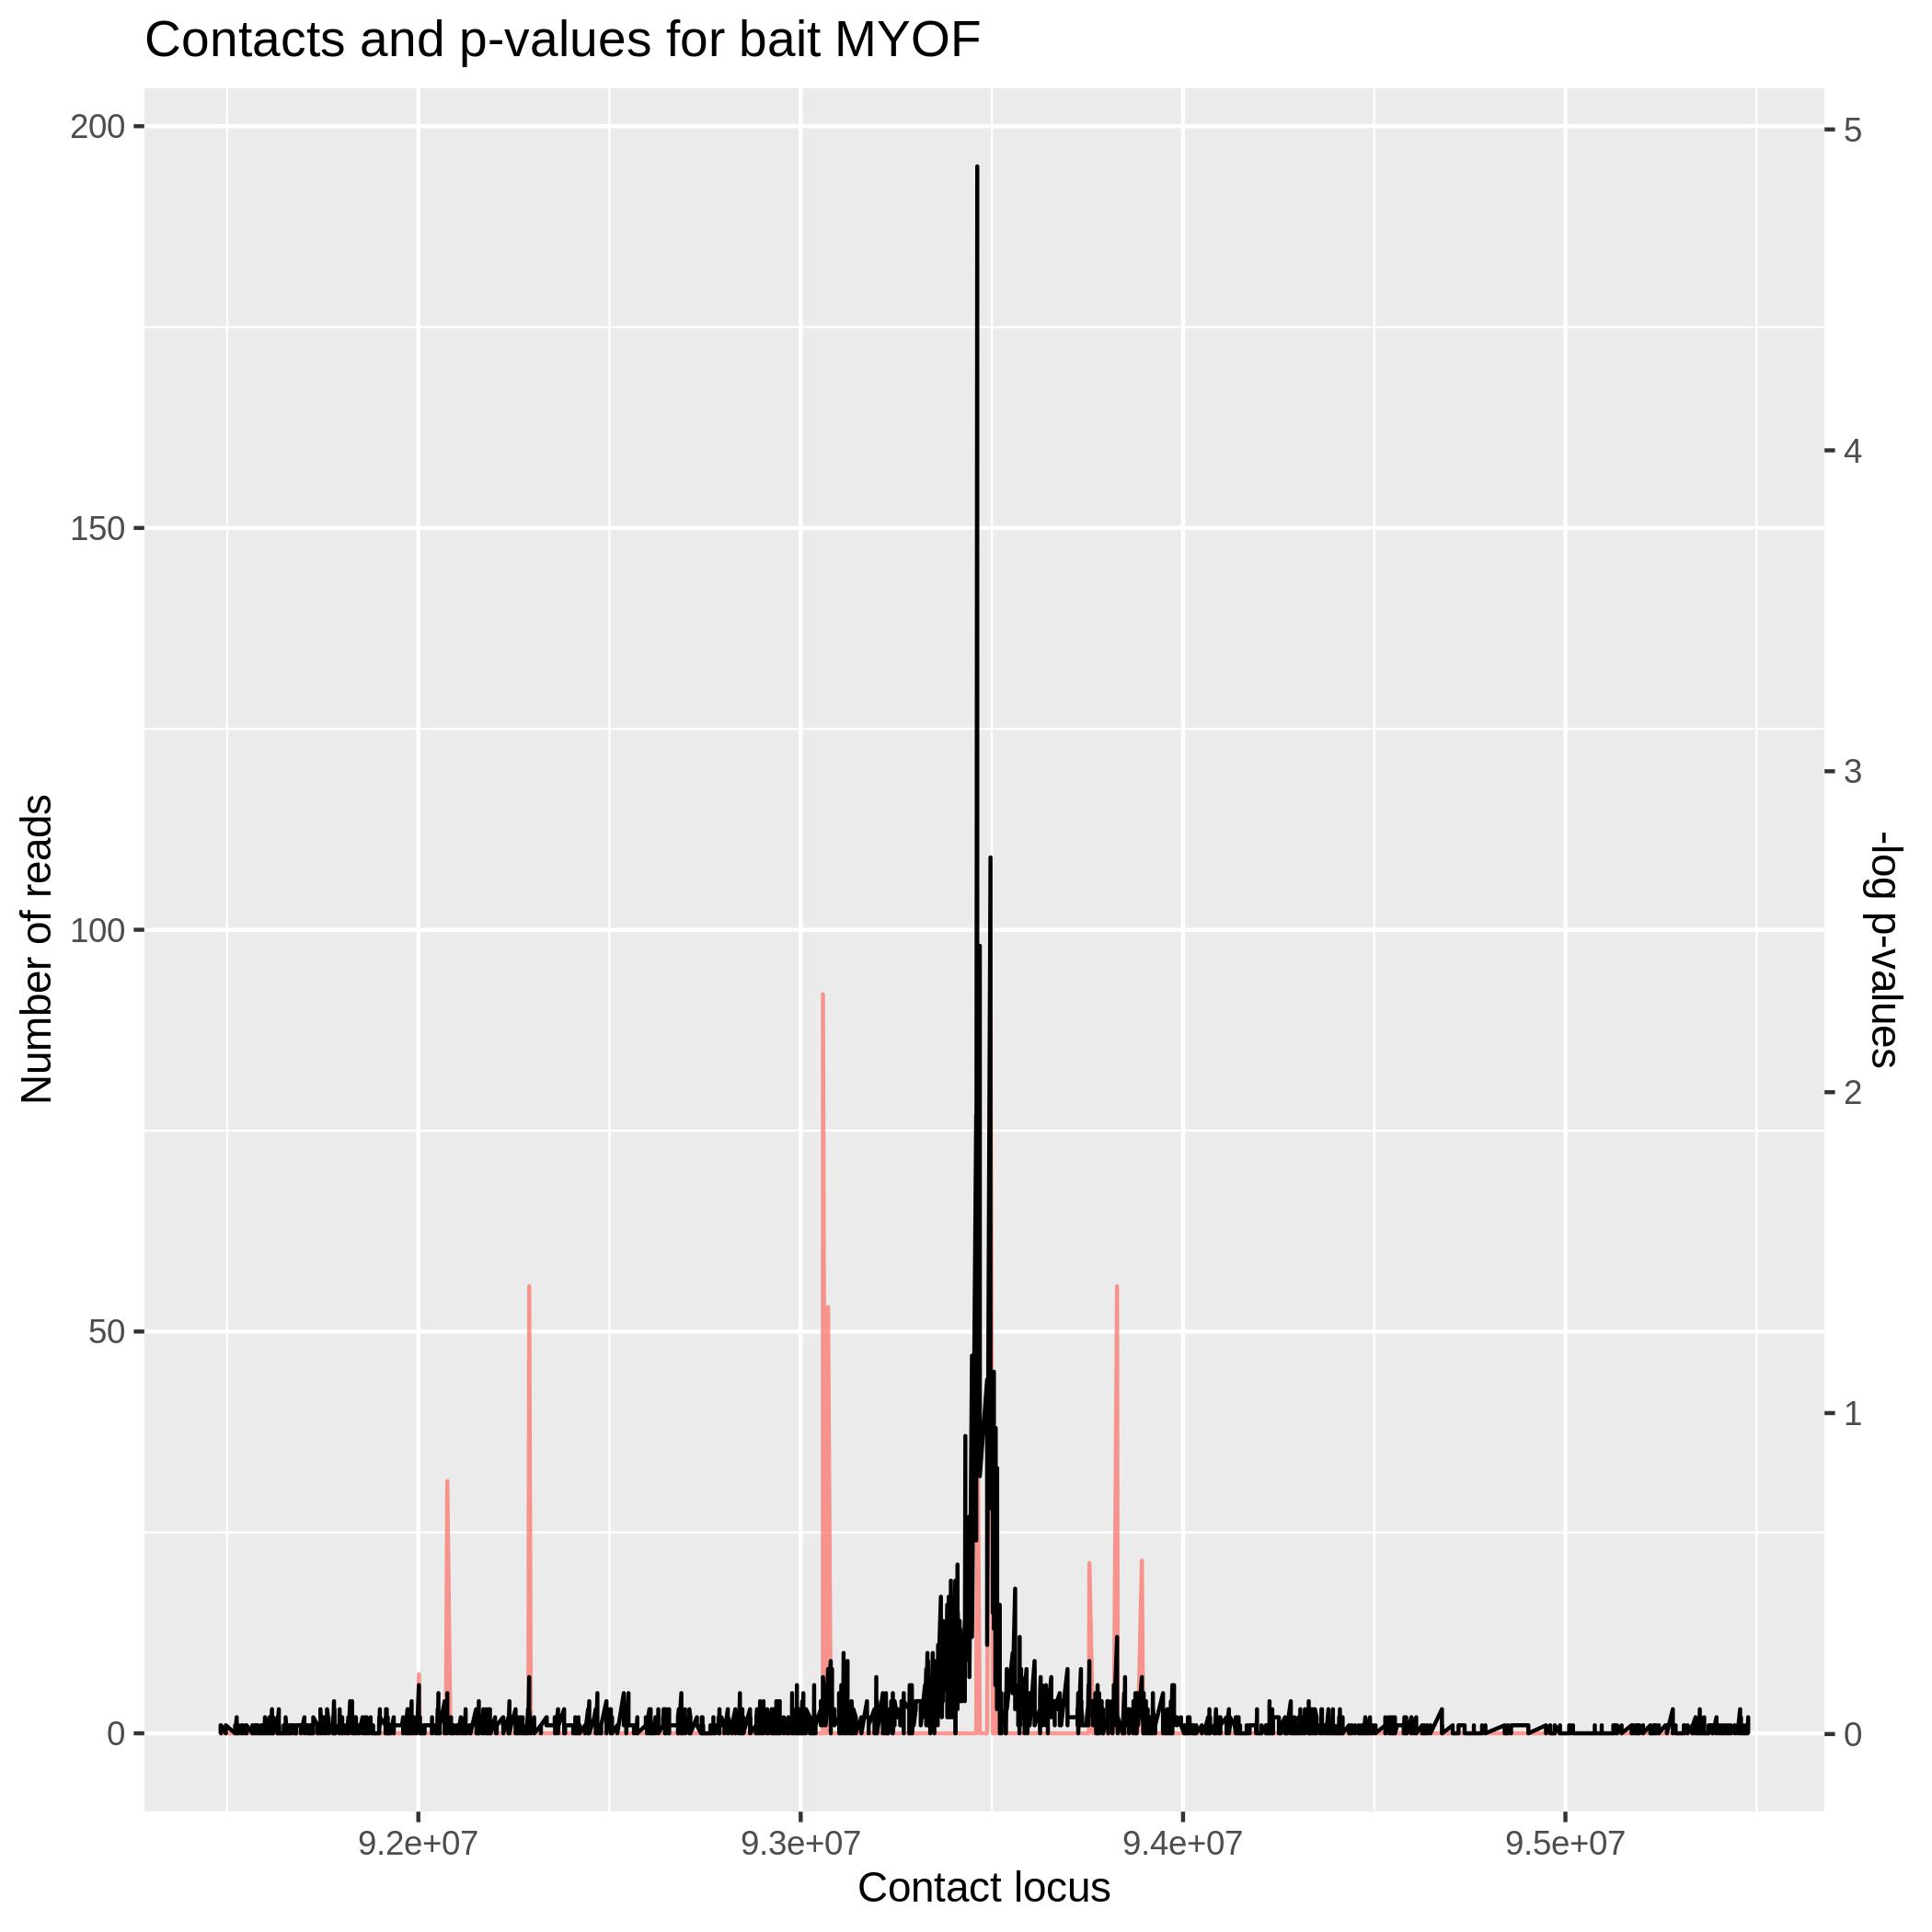 Contacts and p-values for bait MYOF
200
150
100
50
0
Number of reads
5
4
3
2
1
0
-log p-values
9.2e+07
9.3e+07
9.4e+07
9.5e+07
Contact locus